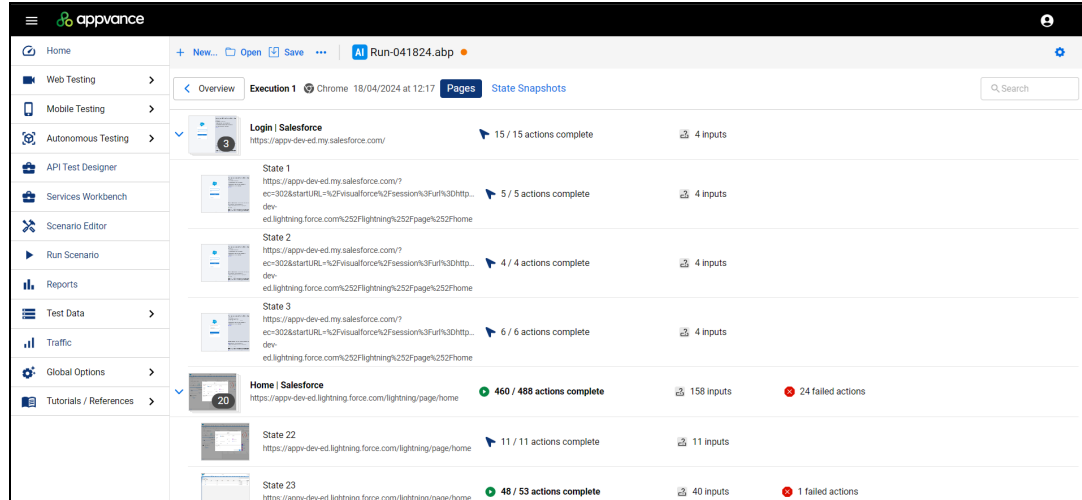 appvance
Home
Web Testing
Mobile Testing
Autonomous Testing
API Test Designer
Services Workbench
Scenario Editor
Run Scenario
Reports
Test Data
Traffic
Global Options
Tutorials / References
+ New... Open Save ... AI Run-041824.abp
Overview Execution 1 Chrome 18/04/2024 at 12:17 Pages State Snapshots Search
3
Login | Salesforce
https://appv-dev-ed.my.salesforce.com/
15 / 15 actions complete 4 inputs
State 1
https://appv-dev-ed.my.salesforce.com/?
ec=302&startURL=%2Fvisualforce%2Fsession%3Furl%3Dhttp...
dev-
ed.lightning.force.com%252Flightning%252Fpage%252Fhome
5 / 5 actions complete 4 inputs
State 2
https://appv-dev-ed.my.salesforce.com/?
ec=302&startURL=%2Fvisualforce%2Fsession%3Furl%3Dhttp...
dev-
ed.lightning.force.com%252Flightning%252Fpage%252Fhome
4 / 4 actions complete 4 inputs
State 3
https://appv-dev-ed.my.salesforce.com/?
ec=302&startURL=%2Fvisualforce%2Fsession%3Furl%3Dhttp...
dev-
ed.lightning.force.com%252Flightning%252Fpage%252Fhome
6 / 6 actions complete 4 inputs
20
Home | Salesforce
https://appv-dev-ed.lightning.force.com/lightning/page/home
460 / 488 actions complete 158 inputs 24 failed actions
State 22
https://appv-dev-ed.lightning.force.com/lightning/page/home
11 / 11 actions complete 11 inputs
State 23
https://appv-dev-ed.lightning.force.com/lightning/page/home
48 / 53 actions complete 40 inputs 1 failed actions